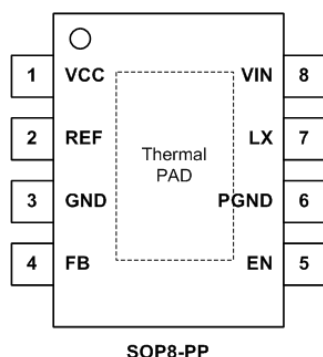 1 VCC VIN 8
2 REF LX 7
Thermal
PAD
3 GND PGND 6
4 FB EN 5
SOP8-PP